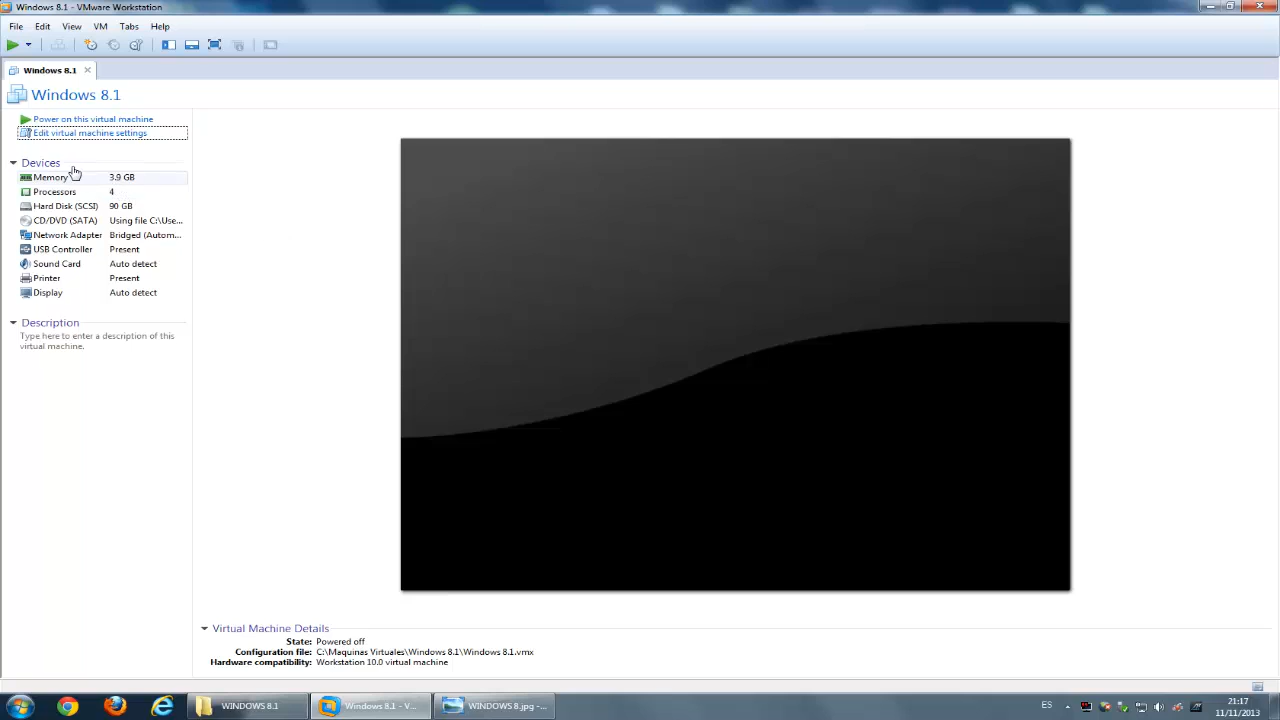 Windows 8.1 - VMware Workstation
File Edit View VM Tabs Help
Windows 8.1
Windows 8.1
Power on this virtual machine
Edit virtual machine settings
Devices
Memory 3.9 GB
Processors 4
Hard Disk (SCSI) 90 GB
CD/DVD (SATA) Using file C:\Use...
Network Adapter Bridged (Autom...
USB Controller Present
Sound Card Auto detect
Printer Present
Display Auto detect
Description
Type here to enter a description of this
virtual machine.
Virtual Machine Details
State: Powered off
Configuration file: C:\Maquinas Virtuales\Windows 8.1\Windows 8.1.vmx
Hardware compatibility: Workstation 10.0 virtual machine
WINDOWS 8.1
Windows 8.1 - V...
WINDOWS 8.jpg -...
ES
21:17
11/11/2013